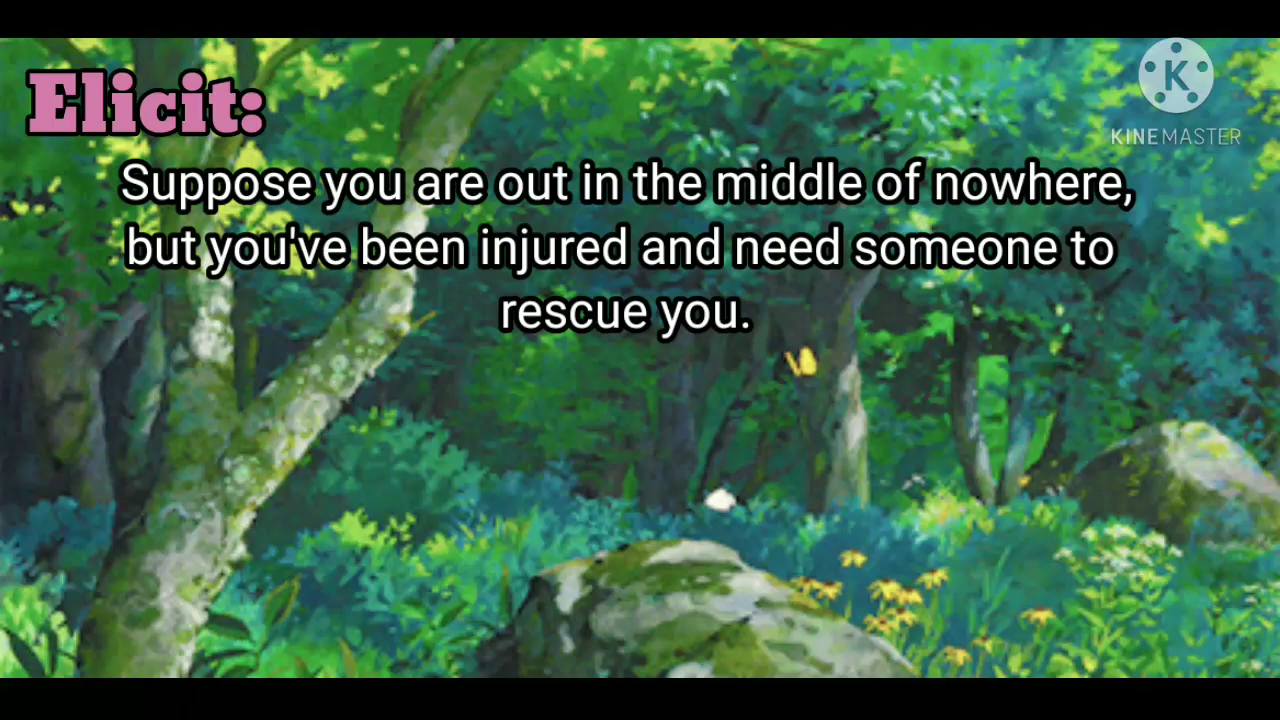 Elicit:
KINEMASTER
Suppose you are out in the middle of nowhere,
but you've been injured and need someone to
rescue you.